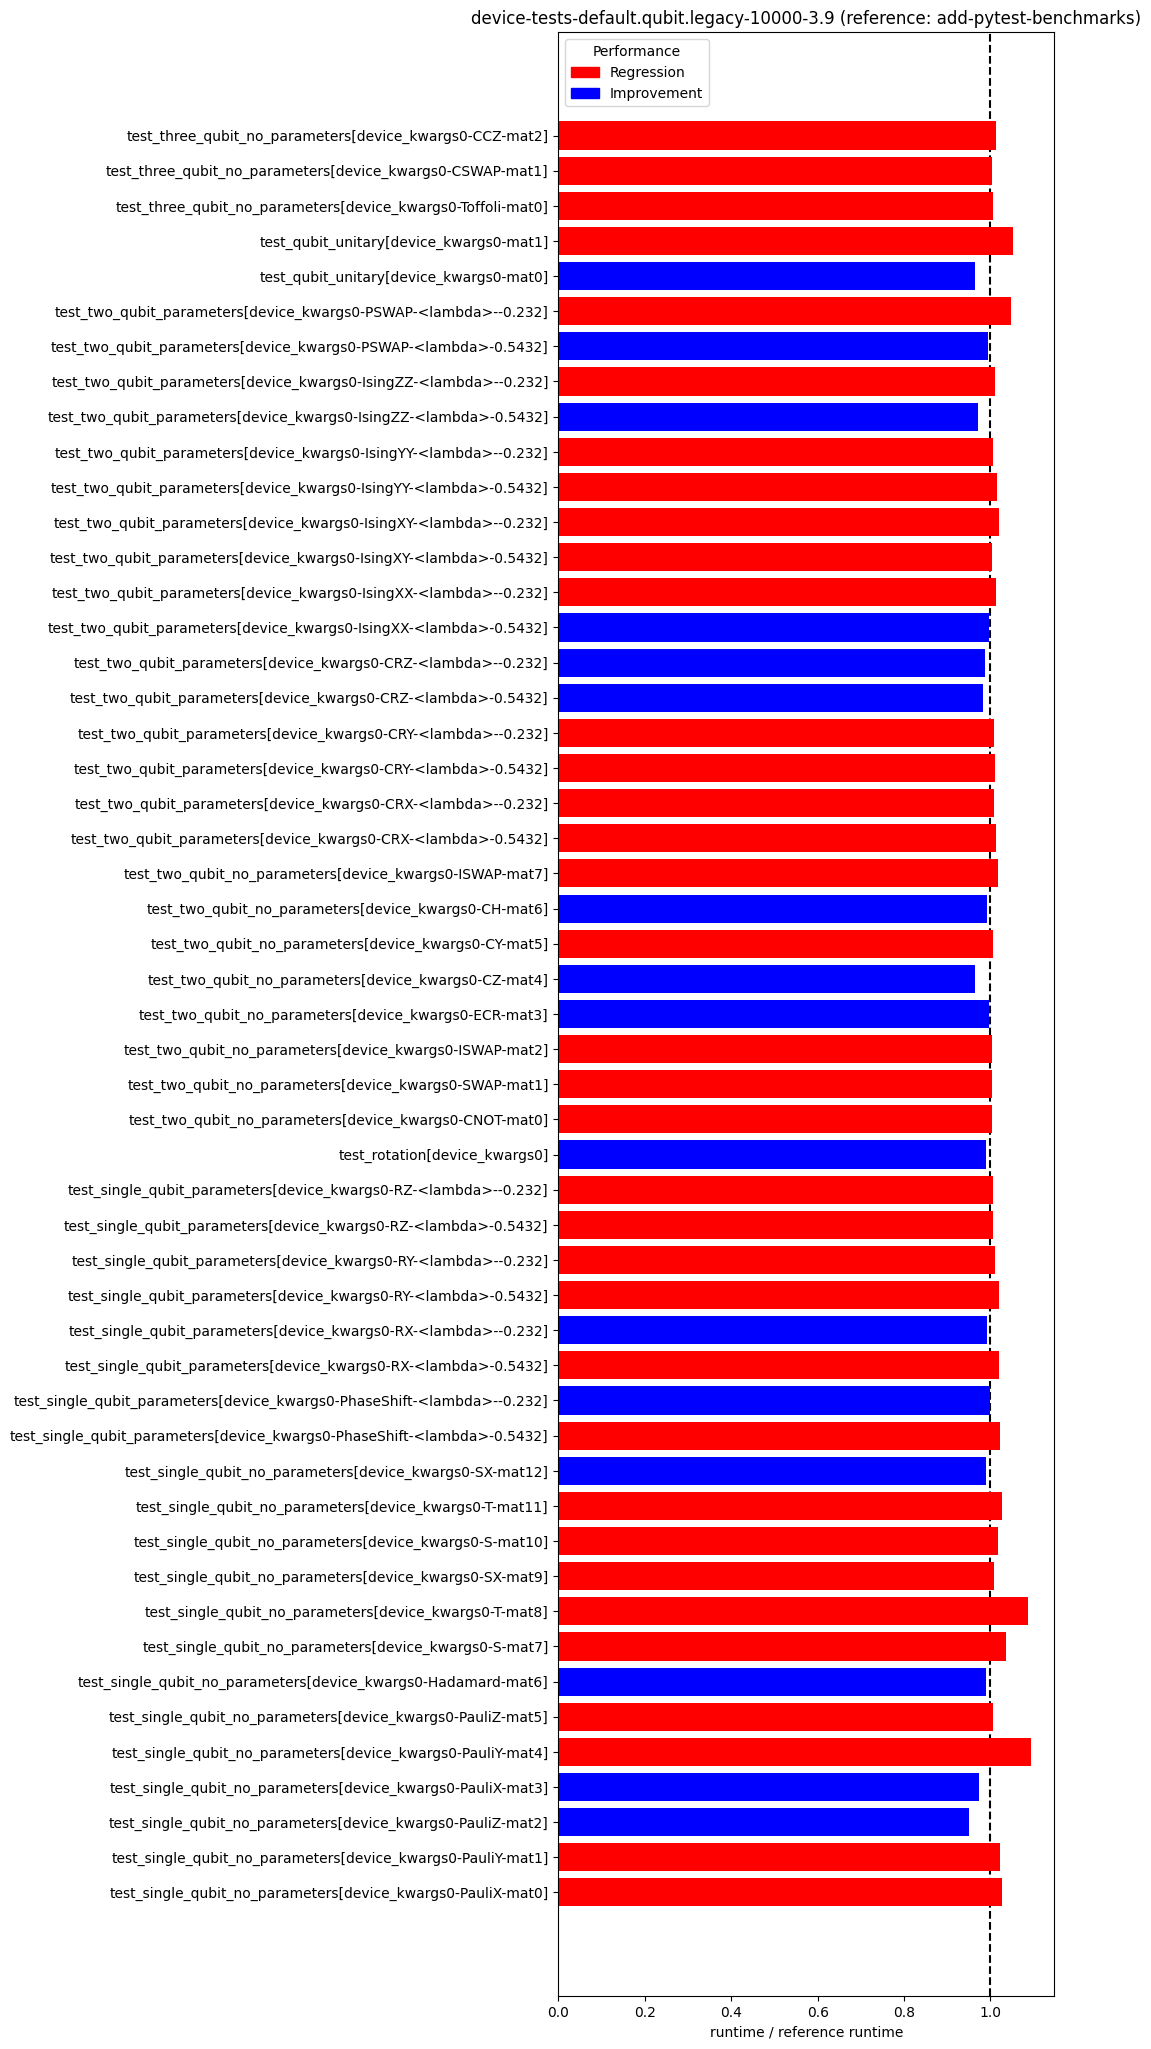 device-tests-default.qubit.legacy-10000-3.9 (reference: add-pytest-benchmarks)
Performance
Regression
Improvement
test_three_qubit_no_parameters[device_kwargs0-CCZ-mat2]
test_three_qubit_no_parameters[device_kwargs0-CSWAP-mat1]
test_three_qubit_no_parameters[device_kwargs0-Toffoli-mat0]
test_qubit_unitary[device_kwargs0-mat1]
test_qubit_unitary[device_kwargs0-mat0]
test_two_qubit_parameters[device_kwargs0-PSWAP-<lambda>--0.232]
test_two_qubit_parameters[device_kwargs0-PSWAP-<lambda>-0.5432]
test_two_qubit_parameters[device_kwargs0-IsingZZ-<lambda>--0.232]
test_two_qubit_parameters[device_kwargs0-IsingZZ-<lambda>-0.5432]
test_two_qubit_parameters[device_kwargs0-IsingYY-<lambda>--0.232]
test_two_qubit_parameters[device_kwargs0-IsingYY-<lambda>-0.5432]
test_two_qubit_parameters[device_kwargs0-IsingXY-<lambda>--0.232]
test_two_qubit_parameters[device_kwargs0-IsingXY-<lambda>-0.5432]
test_two_qubit_parameters[device_kwargs0-IsingXX-<lambda>--0.232]
test_two_qubit_parameters[device_kwargs0-IsingXX-<lambda>-0.5432]
test_two_qubit_parameters[device_kwargs0-CRZ-<lambda>--0.232]
test_two_qubit_parameters[device_kwargs0-CRZ-<lambda>-0.5432]
test_two_qubit_parameters[device_kwargs0-CRY-<lambda>--0.232]
test_two_qubit_parameters[device_kwargs0-CRY-<lambda>-0.5432]
test_two_qubit_parameters[device_kwargs0-CRX-<lambda>--0.232]
test_two_qubit_parameters[device_kwargs0-CRX-<lambda>-0.5432]
test_two_qubit_no_parameters[device_kwargs0-ISWAP-mat7]
test_two_qubit_no_parameters[device_kwargs0-CH-mat6]
test_two_qubit_no_parameters[device_kwargs0-CY-mat5]
test_two_qubit_no_parameters[device_kwargs0-CZ-mat4]
test_two_qubit_no_parameters[device_kwargs0-ECR-mat3]
test_two_qubit_no_parameters[device_kwargs0-ISWAP-mat2]
test_two_qubit_no_parameters[device_kwargs0-SWAP-mat1]
test_two_qubit_no_parameters[device_kwargs0-CNOT-mat0]
test_rotation[device_kwargs0]
test_single_qubit_parameters[device_kwargs0-RZ-<lambda>--0.232]
test_single_qubit_parameters[device_kwargs0-RZ-<lambda>-0.5432]
test_single_qubit_parameters[device_kwargs0-RY-<lambda>--0.232]
test_single_qubit_parameters[device_kwargs0-RY-<lambda>-0.5432]
test_single_qubit_parameters[device_kwargs0-RX-<lambda>--0.232]
test_single_qubit_parameters[device_kwargs0-RX-<lambda>-0.5432]
test_single_qubit_parameters[device_kwargs0-PhaseShift-<lambda>--0.232]
test_single_qubit_parameters[device_kwargs0-PhaseShift-<lambda>-0.5432]
test_single_qubit_no_parameters[device_kwargs0-SX-mat12]
test_single_qubit_no_parameters[device_kwargs0-T-mat11]
test_single_qubit_no_parameters[device_kwargs0-S-mat10]
test_single_qubit_no_parameters[device_kwargs0-SX-mat9]
test_single_qubit_no_parameters[device_kwargs0-T-mat8]
test_single_qubit_no_parameters[device_kwargs0-S-mat7]
test_single_qubit_no_parameters[device_kwargs0-Hadamard-mat6]
test_single_qubit_no_parameters[device_kwargs0-PauliZ-mat5]
test_single_qubit_no_parameters[device_kwargs0-PauliY-mat4]
test_single_qubit_no_parameters[device_kwargs0-PauliX-mat3]
test_single_qubit_no_parameters[device_kwargs0-PauliZ-mat2]
test_single_qubit_no_parameters[device_kwargs0-PauliY-mat1]
test_single_qubit_no_parameters[device_kwargs0-PauliX-mat0]
0.0 0.2 0.4 0.6 0.8 1.0
runtime / reference runtime